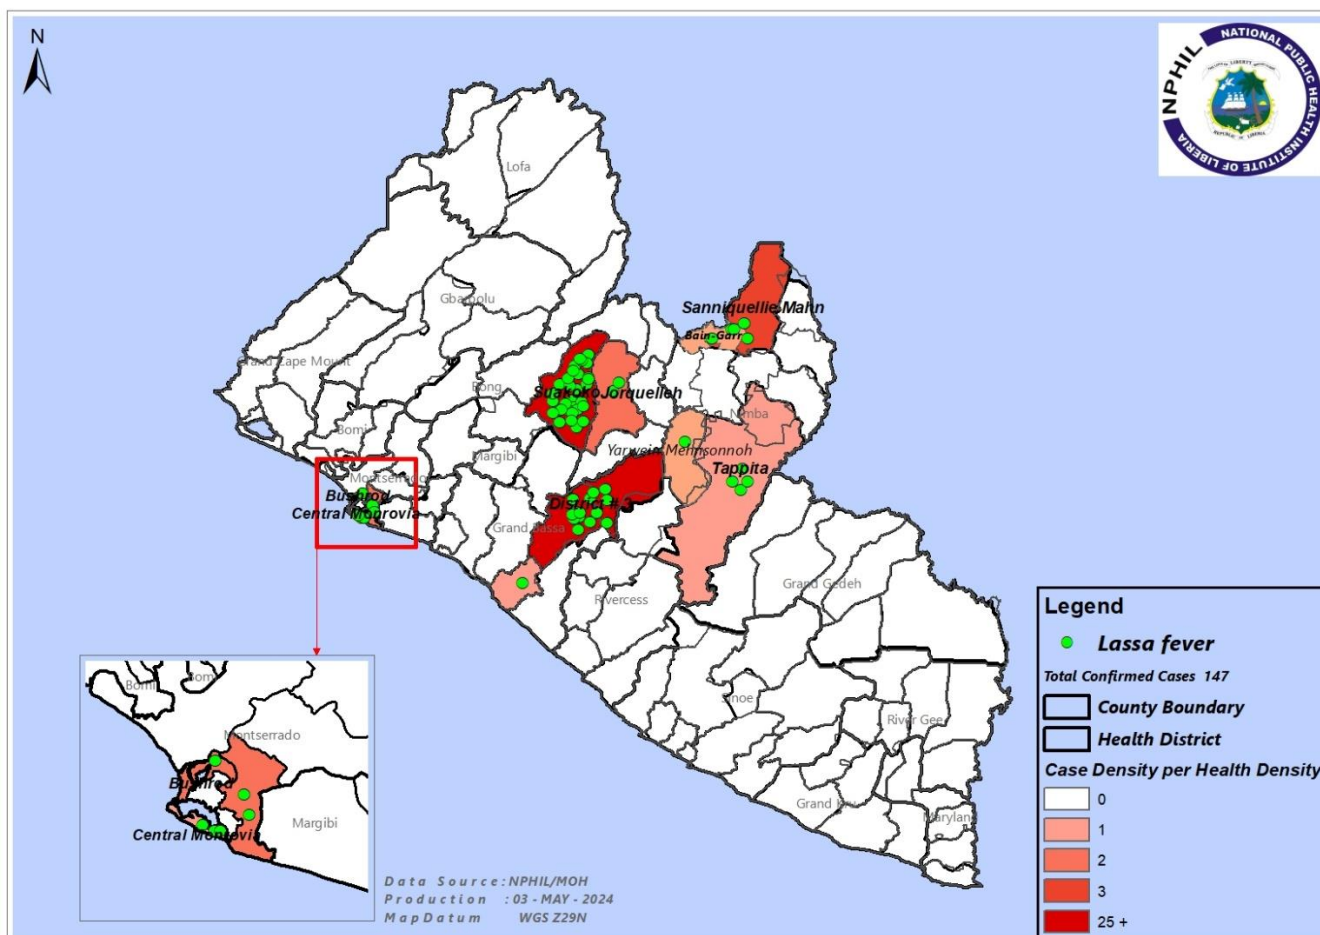 N
NPHIL
NATIONAL PUBLIC HEALTH INSTITUTE OF LIBERIA
REPUBLIC OF LIBERIA
Lofa
Gbarpolu
Sanniquellie Mahn
Bain-Garr
Grand Cape Mount
Bong
Suakoko
Jorquelleh
Nimba
Bomi
Margibi
Yarwein Mehnsonnoh
Tappita
Montserrado
Bushrod
Central Monrovia
District # 3
Grand Bassa
Rivercess
Grand Gedeh
Sinoe
River Gee
Grand Kru
Maryland
Bomi
Bomi
Montserrado
Bushrod
Central Monrovia
Margibi
Data Source: NPHIL/MOH
Production : 03 - MAY - 2024
Map Datum WGS Z29N
Legend
Lassa fever
Total Confirmed Cases 147
County Boundary
Health District
Case Density per Health Density
0
1
2
3
25 +